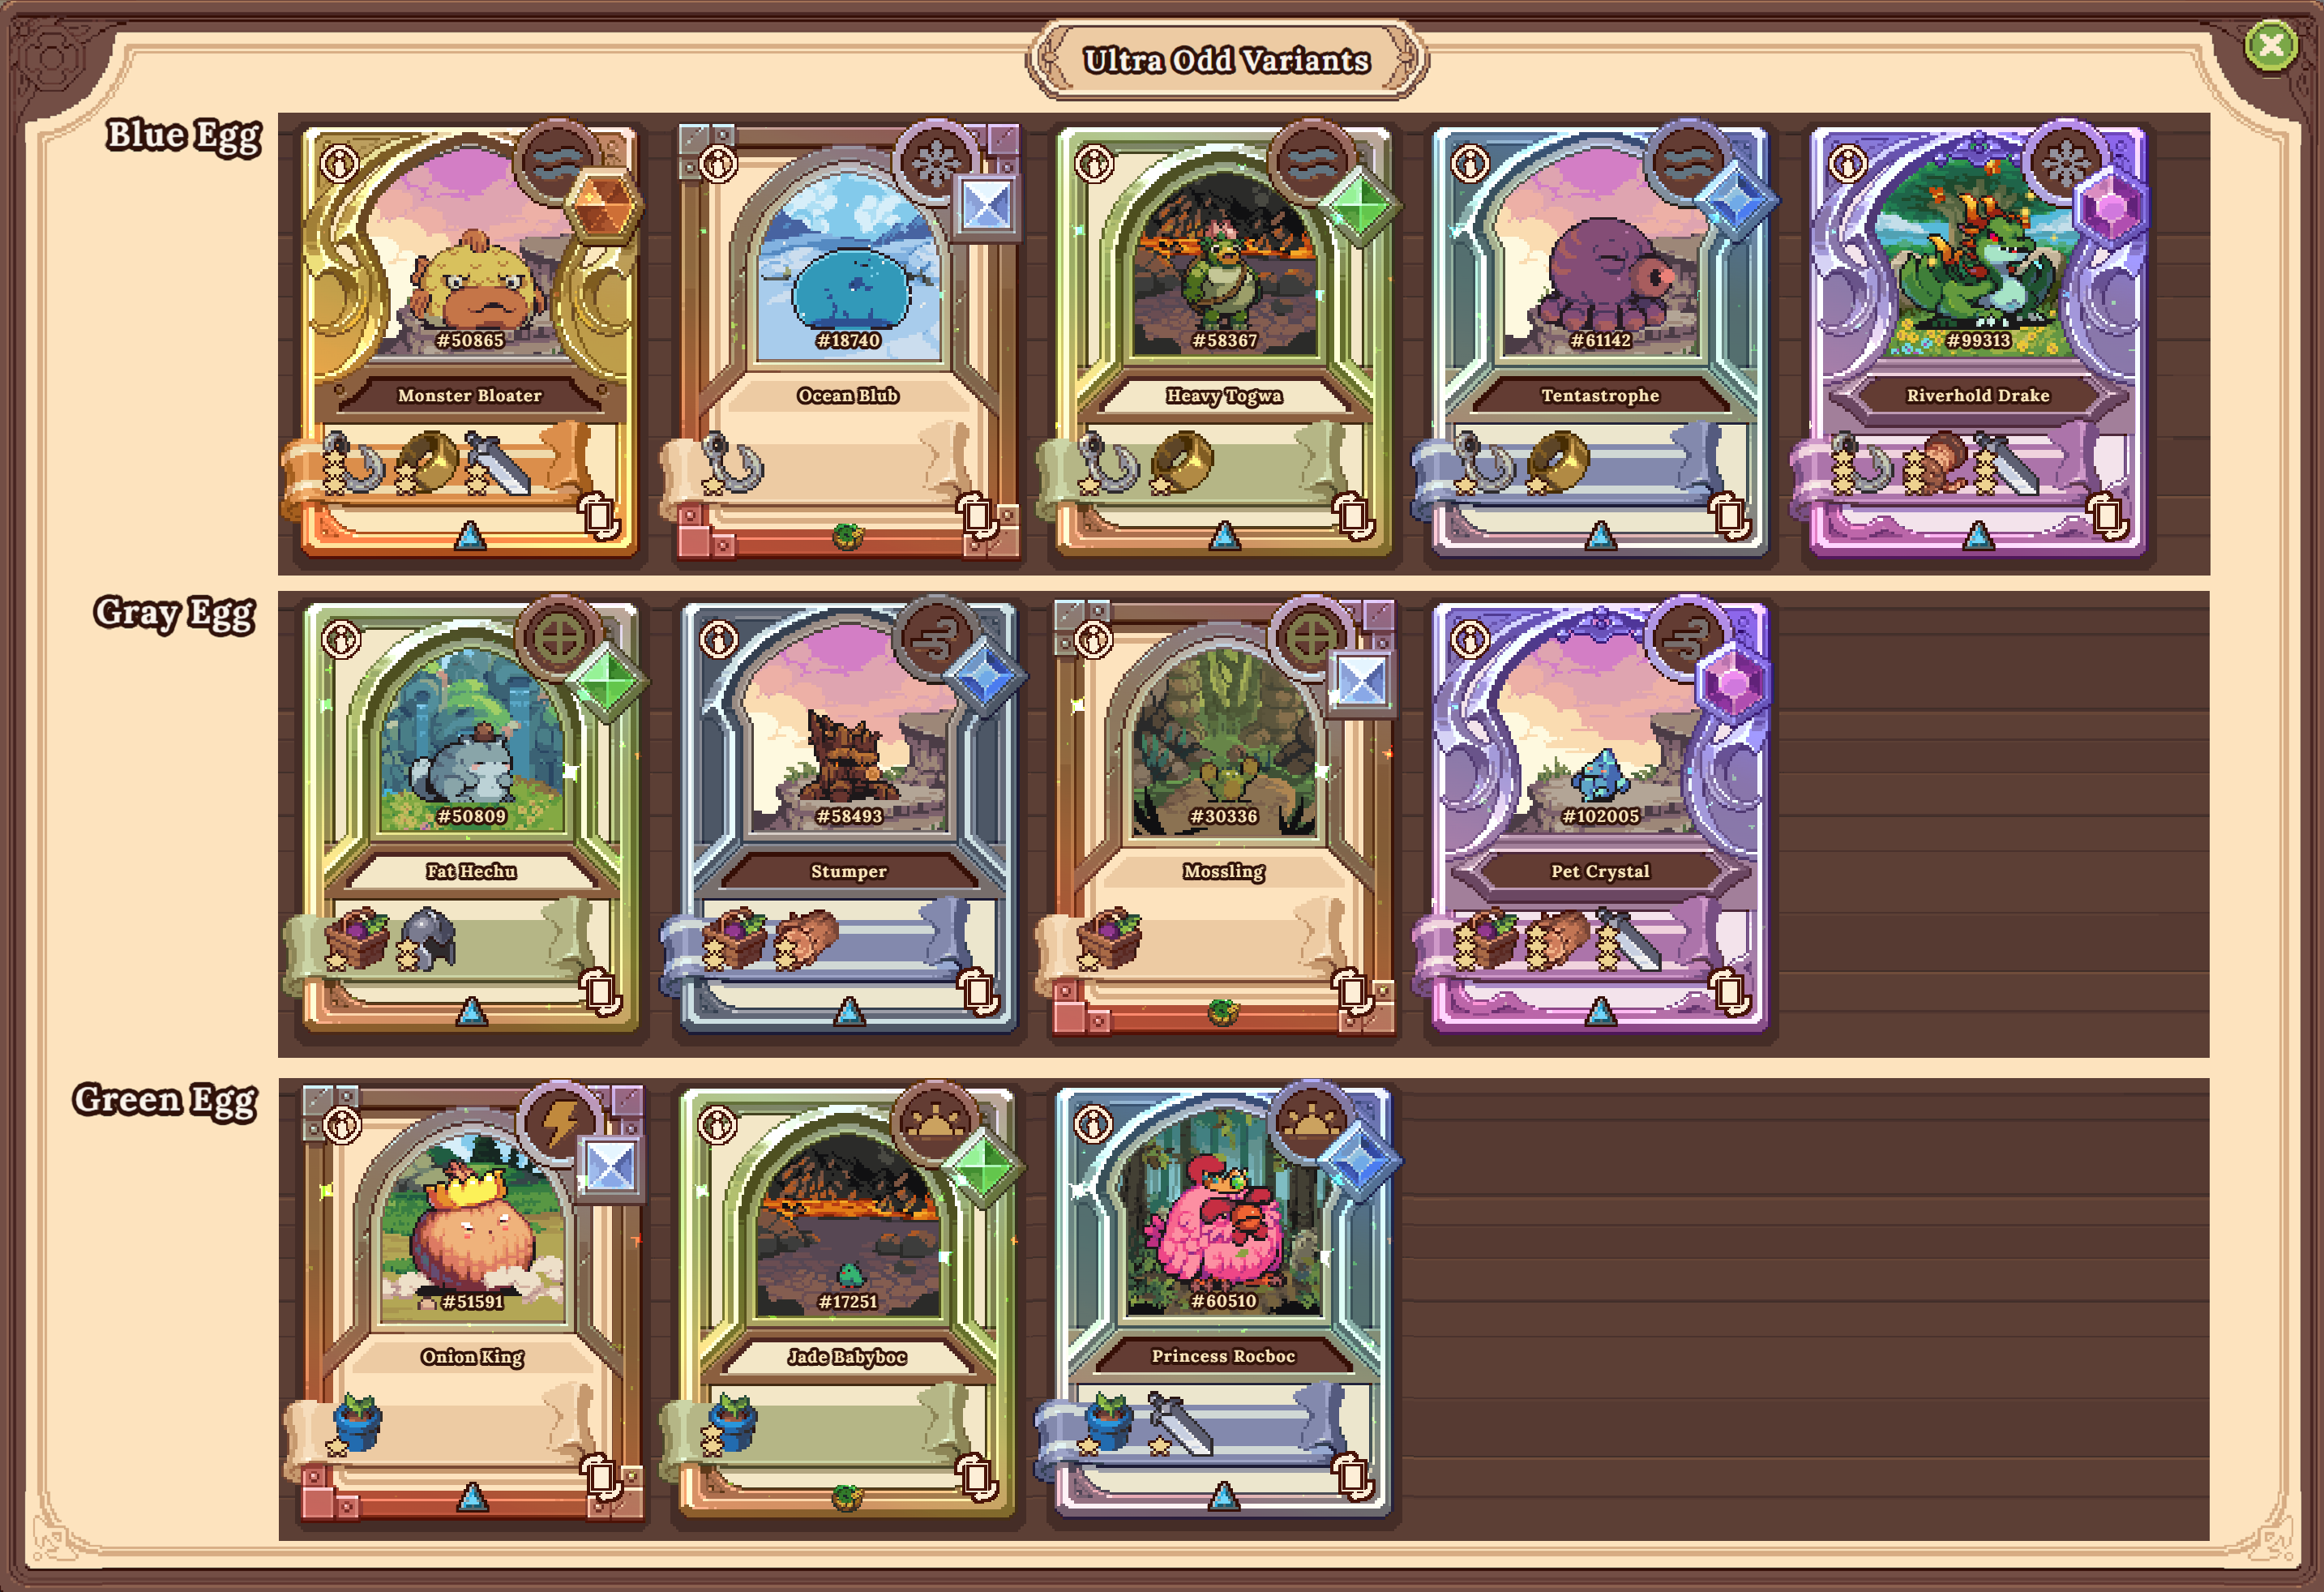 Ultra Odd Variants
Blue Egg
#50865
Monster Bloater
#18740
Ocean Blub
#58367
Heavy Togwa
#61142
Tentastrophe
#99313
Riverhold Drake
Gray Egg
#50809
Fat Hechu
#58493
Stumper
#30336
Mossling
#102005
Pet Crystal
Green Egg
#51591
Onion King
#17251
Jade Babyboc
#60510
Princess Rocboc